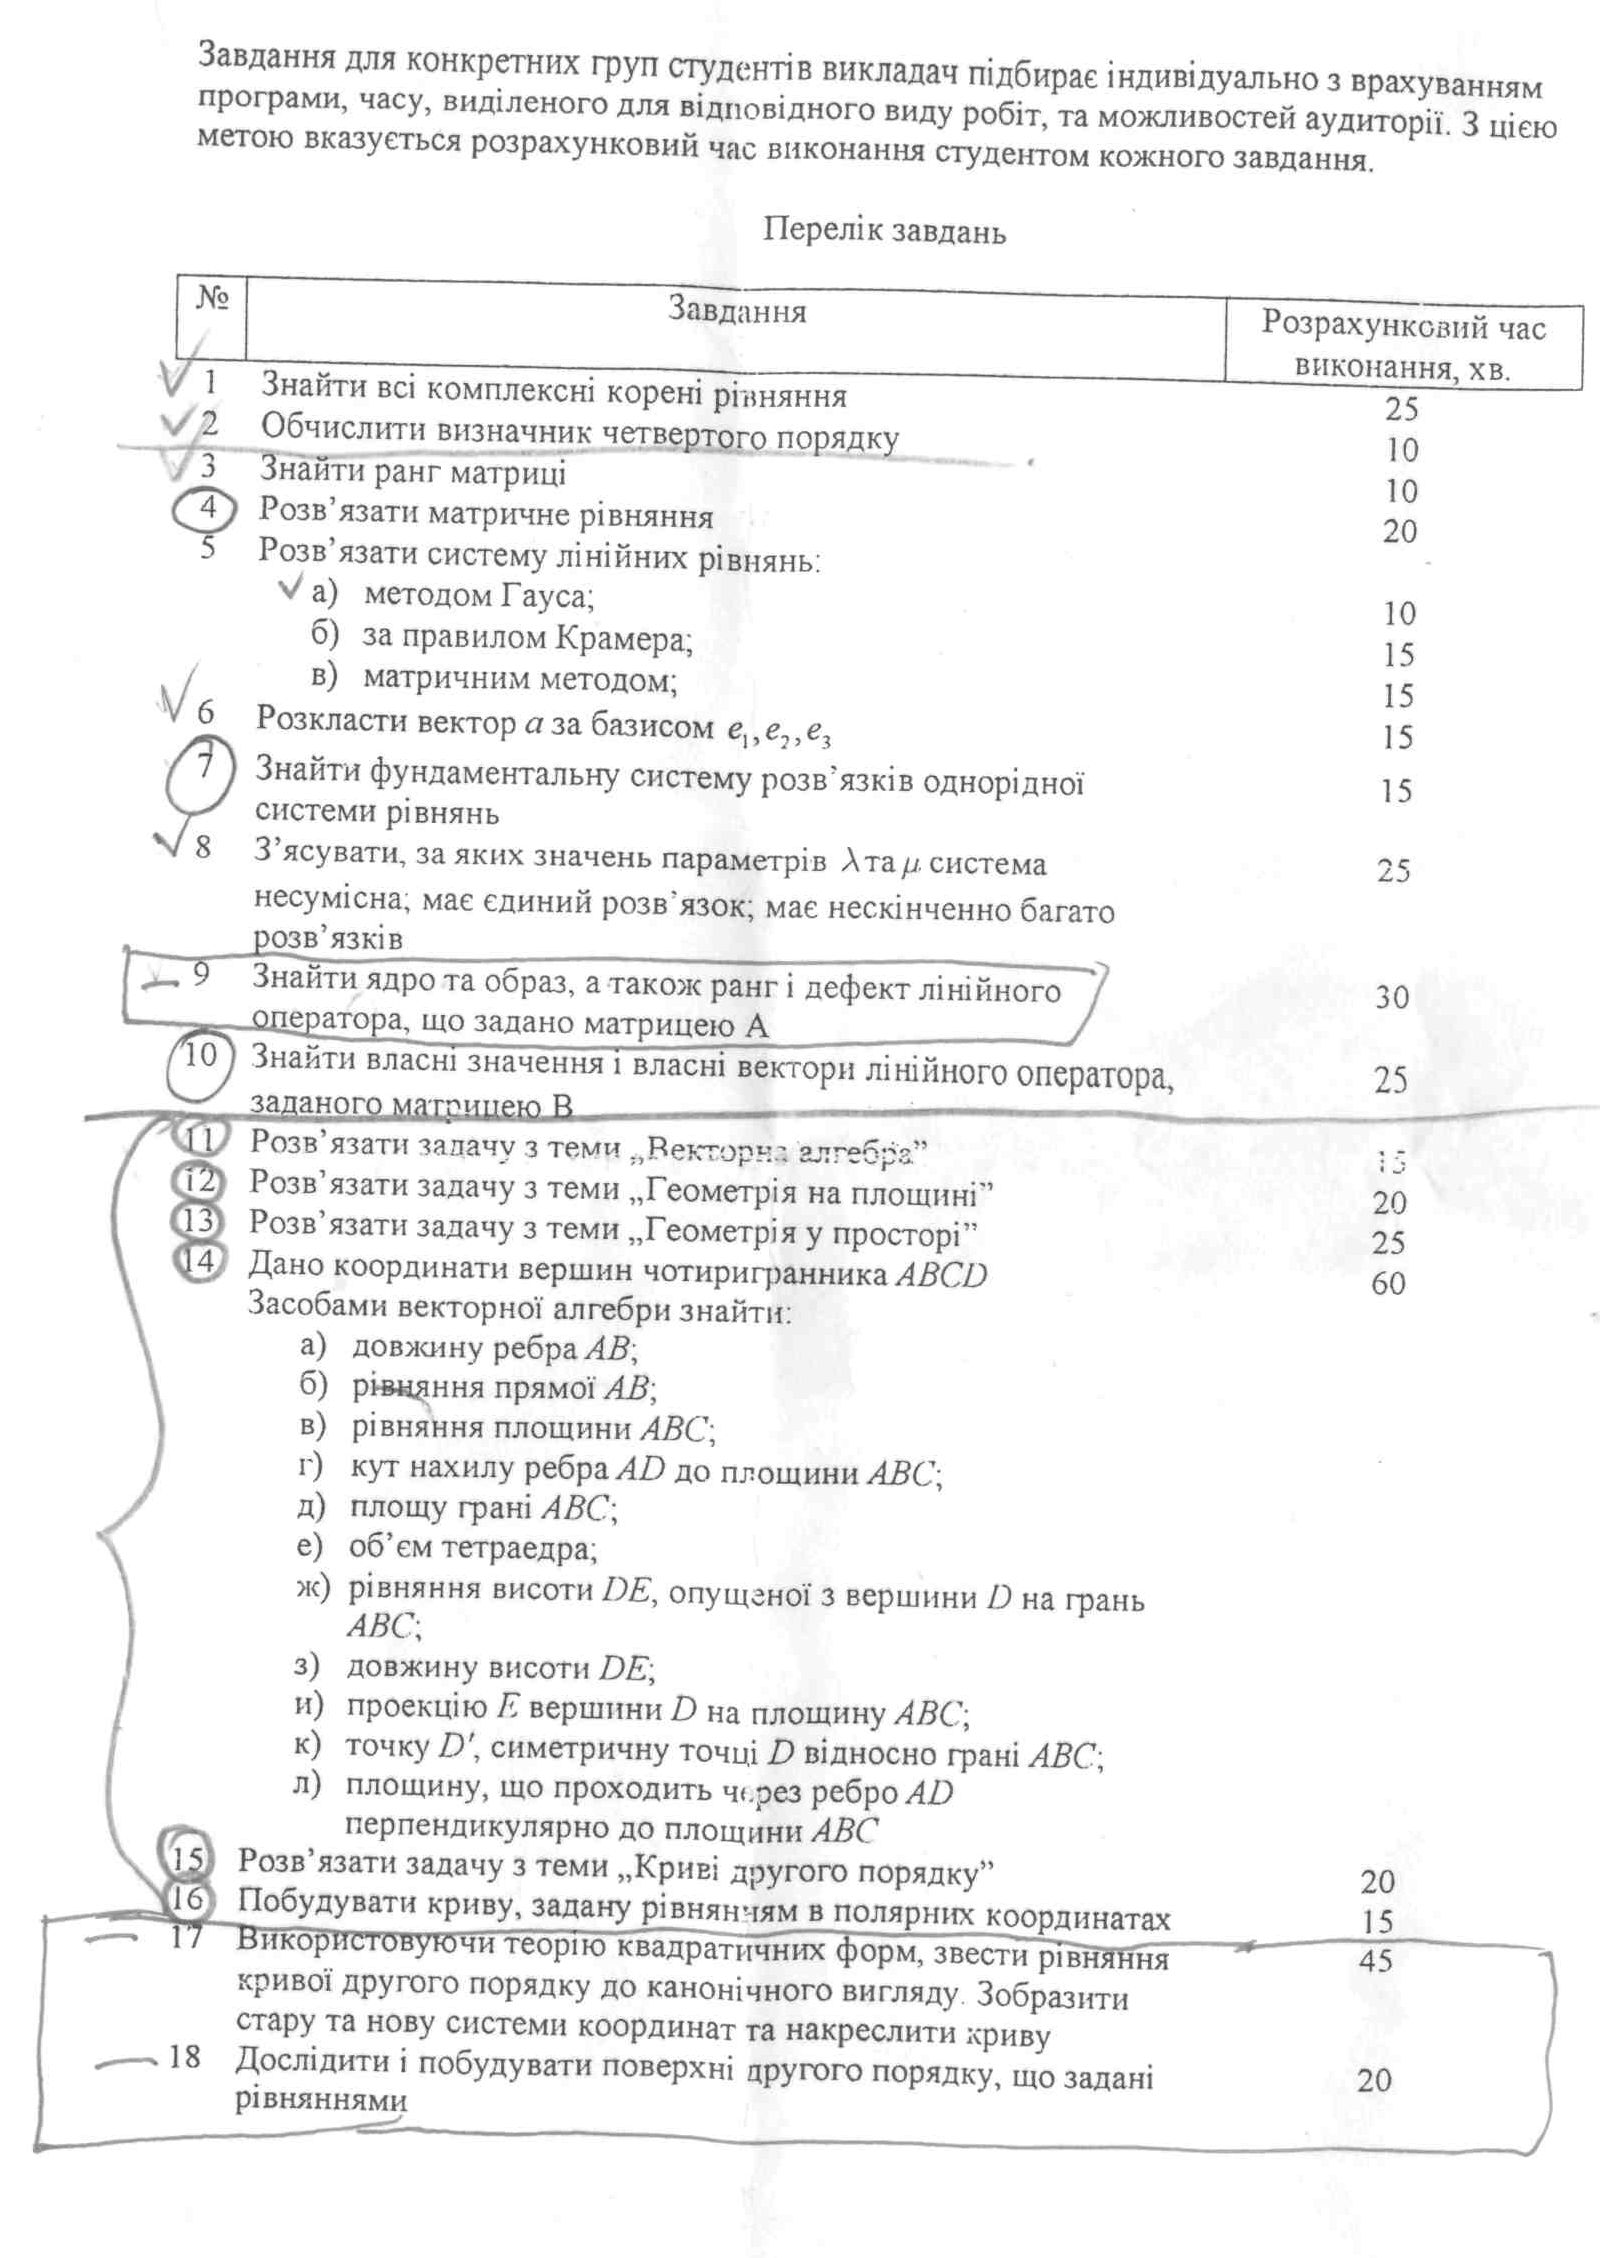 Завдання для конкретних груп студентів викладач підбирає індивідуально з врахуванням
програми, часу, виділеного для відповідного виду робіт, та можливостей аудиторії. З цією
метою вказується розрахунковий час виконання студентом кожного завдання.
Перелік завдань
№ Завдання Розрахунковий час
виконання, хв.
1 Знайти всі комплексні корені рівняння 25
2 Обчислити визначник четвертого порядку 10
3 Знайти ранг матриці 10
4 Розв’язати матричне рівняння 20
5 Розв’язати систему лінійних рівнянь:
а) методом Гауса; 10
б) за правилом Крамера; 15
в) матричним методом; 15
6 Розкласти вектор a за базисом e₁, e₂, e₃ 15
7 Знайти фундаментальну систему розв’язків однорідної 15
системи рівнянь
8 З’ясувати, за яких значень параметрів λ та μ система 25
несумісна; має єдиний розв’язок; має нескінченно багато
розв’язків
9 Знайти ядро та образ, а також ранг і дефект лінійного 30
оператора, що задано матрицею А
10 Знайти власні значення і власні вектори лінійного оператора, 25
заданого матрицею В
11 Розв’язати задачу з теми „Векторна алгебра” 15
12 Розв’язати задачу з теми „Геометрія на площині” 20
13 Розв’язати задачу з теми „Геометрія у просторі” 25
14 Дано координати вершин чотиригранника ABCD 60
Засобами векторної алгебри знайти:
а) довжину ребра AB;
б) рівняння прямої AB;
в) рівняння площини ABC;
г) кут нахилу ребра AD до площини ABC;
д) площу грані ABC;
е) об’єм тетраедра;
ж) рівняння висоти DE, опущеної з вершини D на грань
ABC;
з) довжину висоти DE;
и) проекцію E вершини D на площину ABC;
к) точку D′, симетричну точці D відносно грані ABC;
л) площину, що проходить через ребро AD
перпендикулярно до площини ABC
15 Розв’язати задачу з теми „Криві другого порядку” 20
16 Побудувати криву, задану рівнянням в полярних координатах 15
17 Використовуючи теорію квадратичних форм, звести рівняння 45
кривої другого порядку до канонічного вигляду. Зобразити
стару та нову системи координат та накреслити криву
18 Дослідити і побудувати поверхні другого порядку, що задані 20
рівняннями